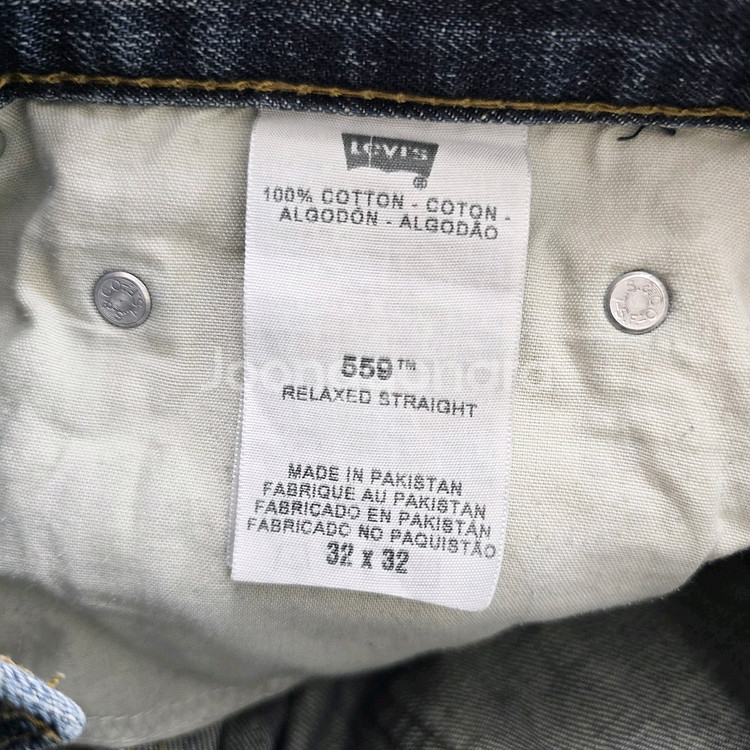 LEVI'S
®
100% COTTON - COTON -
ALGODÓN - ALGODÃO
559™
RELAXED STRAIGHT
MADE IN PAKISTAN
FABRIQUE AU PAKISTAN
FABRICADO EN PAKISTÁN
FABRICADO NO PAQUISTÃO
32 x 32